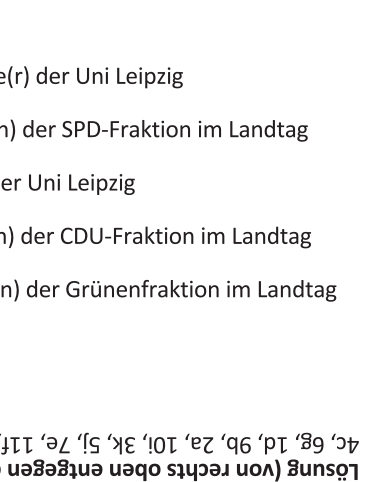 e(r) der Uni Leipzig
n) der SPD-Fraktion im Landtag
er Uni Leipzig
n) der CDU-Fraktion im Landtag
n) der Grünenfraktion im Landtag
Lösung (von rechts oben entgegen
4c, 6g, 1d, 9b, 2a, 10i, 3k, 5j, 7e, 11f